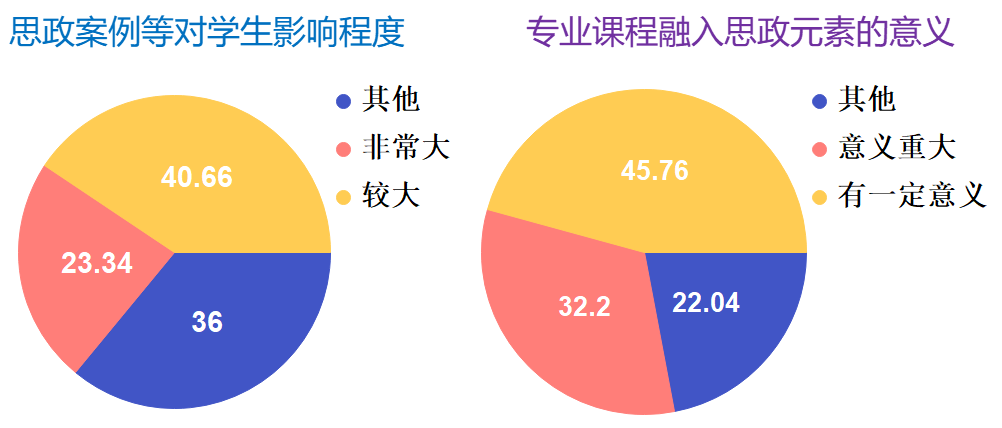 思政案例等对学生影响程度
其他
非常大
较大
40.66
23.34
36
专业课程融入思政元素的意义
其他
意义重大
有一定意义
45.76
32.2
22.04